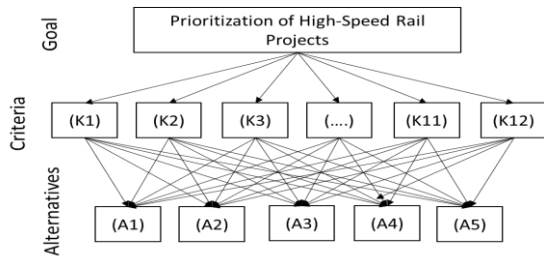 Goal
Prioritization of High-Speed Rail
Projects
Criteria
(K1) (K2) (K3) (....) (K11) (K12)
Alternatives
(A1) (A2) (A3) (A4) (A5)